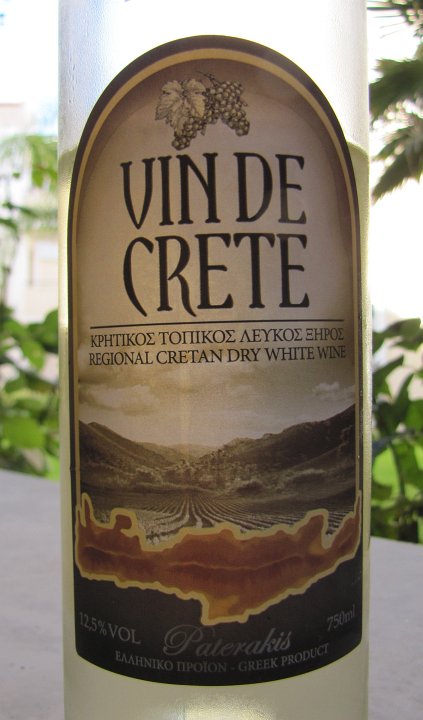 VIN DE
CRETE
ΚΡΗΤΙΚΟΣ ΤΟΠΙΚΟΣ ΛΕΥΚΟΣ ΞΗΡΟΣ
REGIONAL CRETAN DRY WHITE WINE
12,5% VOL Paterakis 750ml
ΕΛΛΗΝΙΚΟ ΠΡΟΪΟΝ - GREEK PRODUCT